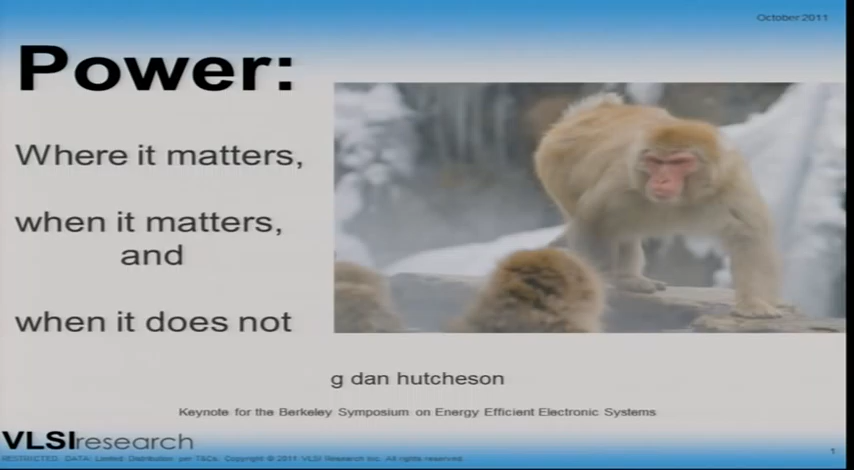 October 2011
Power:
Where it matters,
when it matters,
and
when it does not
g dan hutcheson
Keynote for the Berkeley Symposium on Energy Efficient Electronic Systems
VLSIresearch
RESTRICTED. DATA: Limited Distribution per T&Cs. Copyright © 2011 VLSI Research Inc. All rights reserved.
1